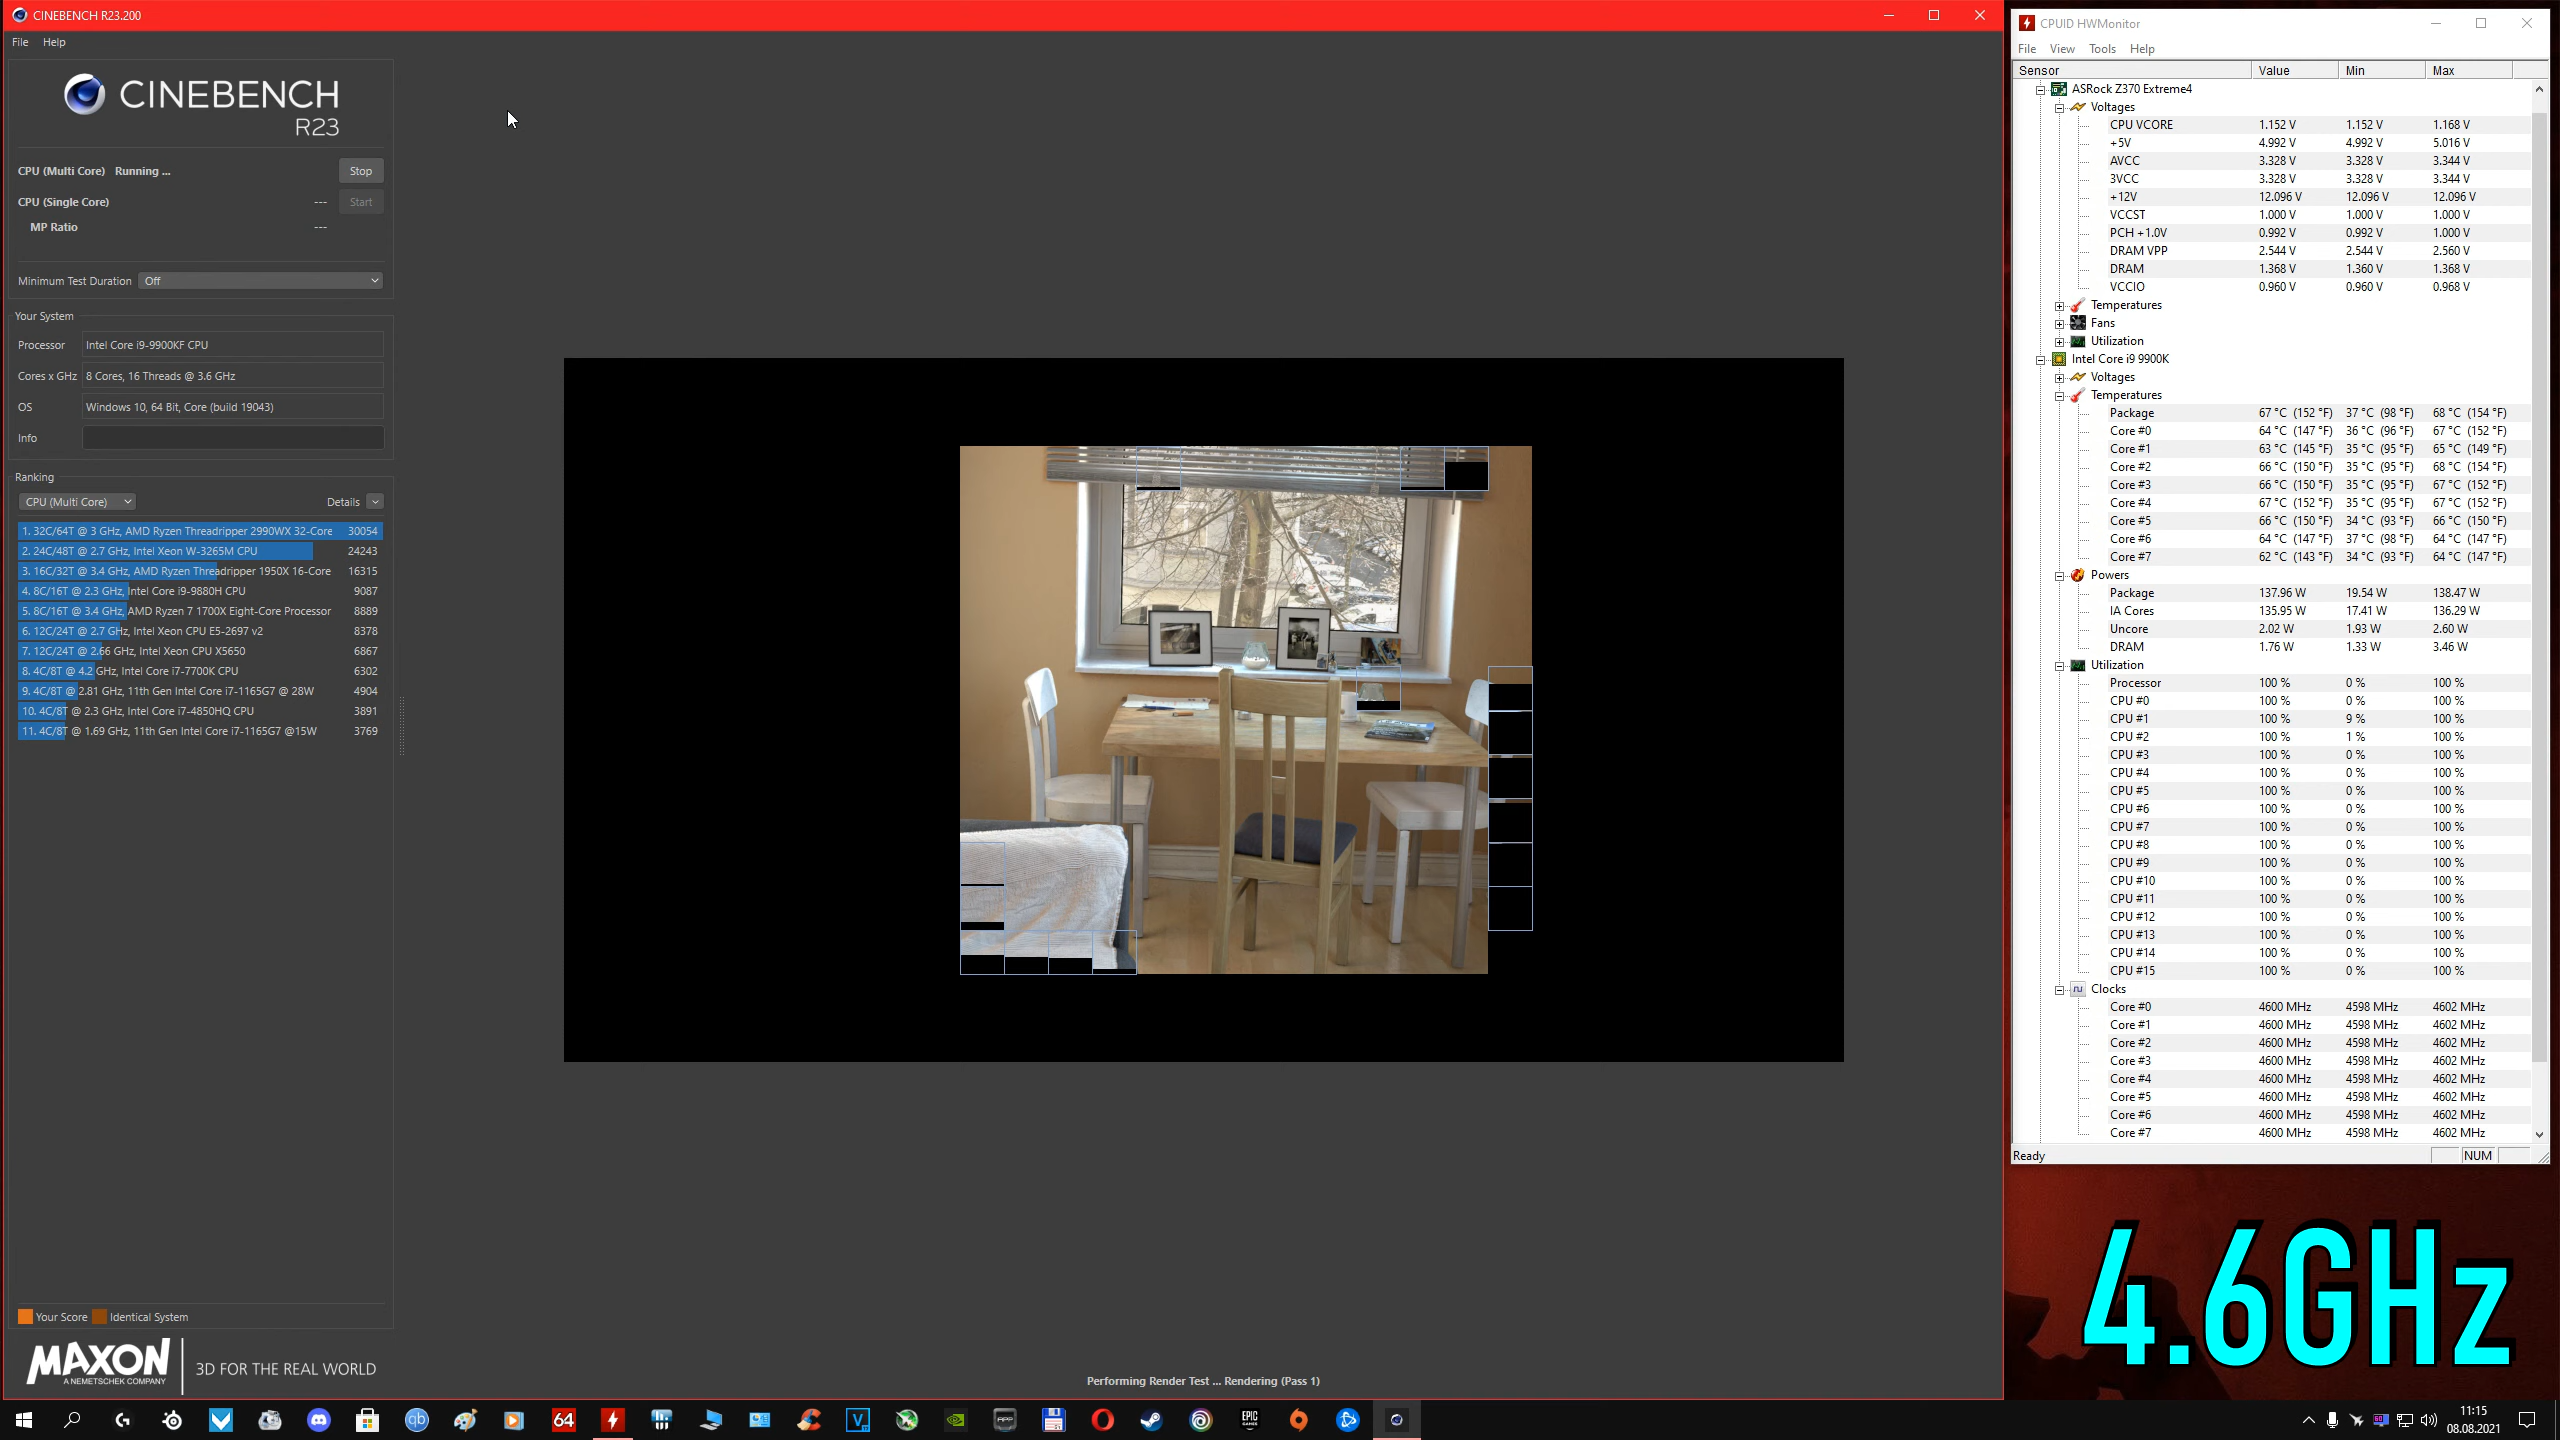 CINEBENCH R23.200
File Help
CINEBENCH
R23
CPU (Multi Core) Running ... Stop
CPU (Single Core) --- Start
MP Ratio ---
Minimum Test Duration Off
Your System
Processor Intel Core i9-9900KF CPU
Cores x GHz 8 Cores, 16 Threads @ 3.6 GHz
OS Windows 10, 64 Bit, Core (build 19043)
Info
Ranking
CPU (Multi Core) Details
1. 32C/64T @ 3 GHz, AMD Ryzen Threadripper 2990WX 32-Core 30054
2. 24C/48T @ 2.7 GHz, Intel Xeon W-3265M CPU 24243
3. 16C/32T @ 3.4 GHz, AMD Ryzen Threadripper 1950X 16-Core 16315
4. 8C/16T @ 2.3 GHz, Intel Core i9-9880H CPU 9087
5. 8C/16T @ 3.4 GHz, AMD Ryzen 7 1700X Eight-Core Processor 8889
6. 12C/24T @ 2.7 GHz, Intel Xeon CPU E5-2697 v2 8378
7. 12C/24T @ 2.66 GHz, Intel Xeon CPU X5650 6867
8. 4C/8T @ 4.2 GHz, Intel Core i7-7700K CPU 6302
9. 4C/8T @ 2.81 GHz, 11th Gen Intel Core i7-1165G7 @ 28W 4904
10. 4C/8T @ 2.3 GHz, Intel Core i7-4850HQ CPU 3891
11. 4C/8T @ 1.69 GHz, 11th Gen Intel Core i7-1165G7 @15W 3769
Your Score Identical System
MAXON
A NEMETSCHEK COMPANY
3D FOR THE REAL WORLD
Performing Render Test ... Rendering (Pass 1)
CPUID HWMonitor
File View Tools Help
Sensor Value Min Max
ASRock Z370 Extreme4
Voltages
CPU VCORE 1.152 V 1.152 V 1.168 V
+5V 4.992 V 4.992 V 5.016 V
AVCC 3.328 V 3.328 V 3.344 V
3VCC 3.328 V 3.328 V 3.344 V
+12V 12.096 V 12.096 V 12.096 V
VCCST 1.000 V 1.000 V 1.000 V
PCH +1.0V 0.992 V 0.992 V 1.000 V
DRAM VPP 2.544 V 2.544 V 2.560 V
DRAM 1.368 V 1.360 V 1.368 V
VCCIO 0.960 V 0.960 V 0.968 V
Temperatures
Fans
Utilization
Intel Core i9 9900K
Voltages
Temperatures
Package 67 °C (152 °F) 37 °C (98 °F) 68 °C (154 °F)
Core #0 64 °C (147 °F) 36 °C (96 °F) 67 °C (152 °F)
Core #1 63 °C (145 °F) 35 °C (95 °F) 65 °C (149 °F)
Core #2 66 °C (150 °F) 35 °C (95 °F) 68 °C (154 °F)
Core #3 66 °C (150 °F) 35 °C (95 °F) 67 °C (152 °F)
Core #4 67 °C (152 °F) 35 °C (95 °F) 67 °C (152 °F)
Core #5 66 °C (150 °F) 34 °C (93 °F) 66 °C (150 °F)
Core #6 64 °C (147 °F) 37 °C (98 °F) 64 °C (147 °F)
Core #7 62 °C (143 °F) 34 °C (93 °F) 64 °C (147 °F)
Powers
Package 137.96 W 19.54 W 138.47 W
IA Cores 135.95 W 17.41 W 136.29 W
Uncore 2.02 W 1.93 W 2.60 W
DRAM 1.76 W 1.33 W 3.46 W
Utilization
Processor 100 % 0 % 100 %
CPU #0 100 % 0 % 100 %
CPU #1 100 % 9 % 100 %
CPU #2 100 % 1 % 100 %
CPU #3 100 % 0 % 100 %
CPU #4 100 % 0 % 100 %
CPU #5 100 % 0 % 100 %
CPU #6 100 % 0 % 100 %
CPU #7 100 % 0 % 100 %
CPU #8 100 % 0 % 100 %
CPU #9 100 % 0 % 100 %
CPU #10 100 % 0 % 100 %
CPU #11 100 % 0 % 100 %
CPU #12 100 % 0 % 100 %
CPU #13 100 % 0 % 100 %
CPU #14 100 % 0 % 100 %
CPU #15 100 % 0 % 100 %
Clocks
Core #0 4600 MHz 4598 MHz 4602 MHz
Core #1 4600 MHz 4598 MHz 4602 MHz
Core #2 4600 MHz 4598 MHz 4602 MHz
Core #3 4600 MHz 4598 MHz 4602 MHz
Core #4 4600 MHz 4598 MHz 4602 MHz
Core #5 4600 MHz 4598 MHz 4602 MHz
Core #6 4600 MHz 4598 MHz 4602 MHz
Core #7 4600 MHz 4598 MHz 4602 MHz
Ready NUM
4.6GHz
qb 64 V APP EPIC GAMES 60
11:15
08.08.2021